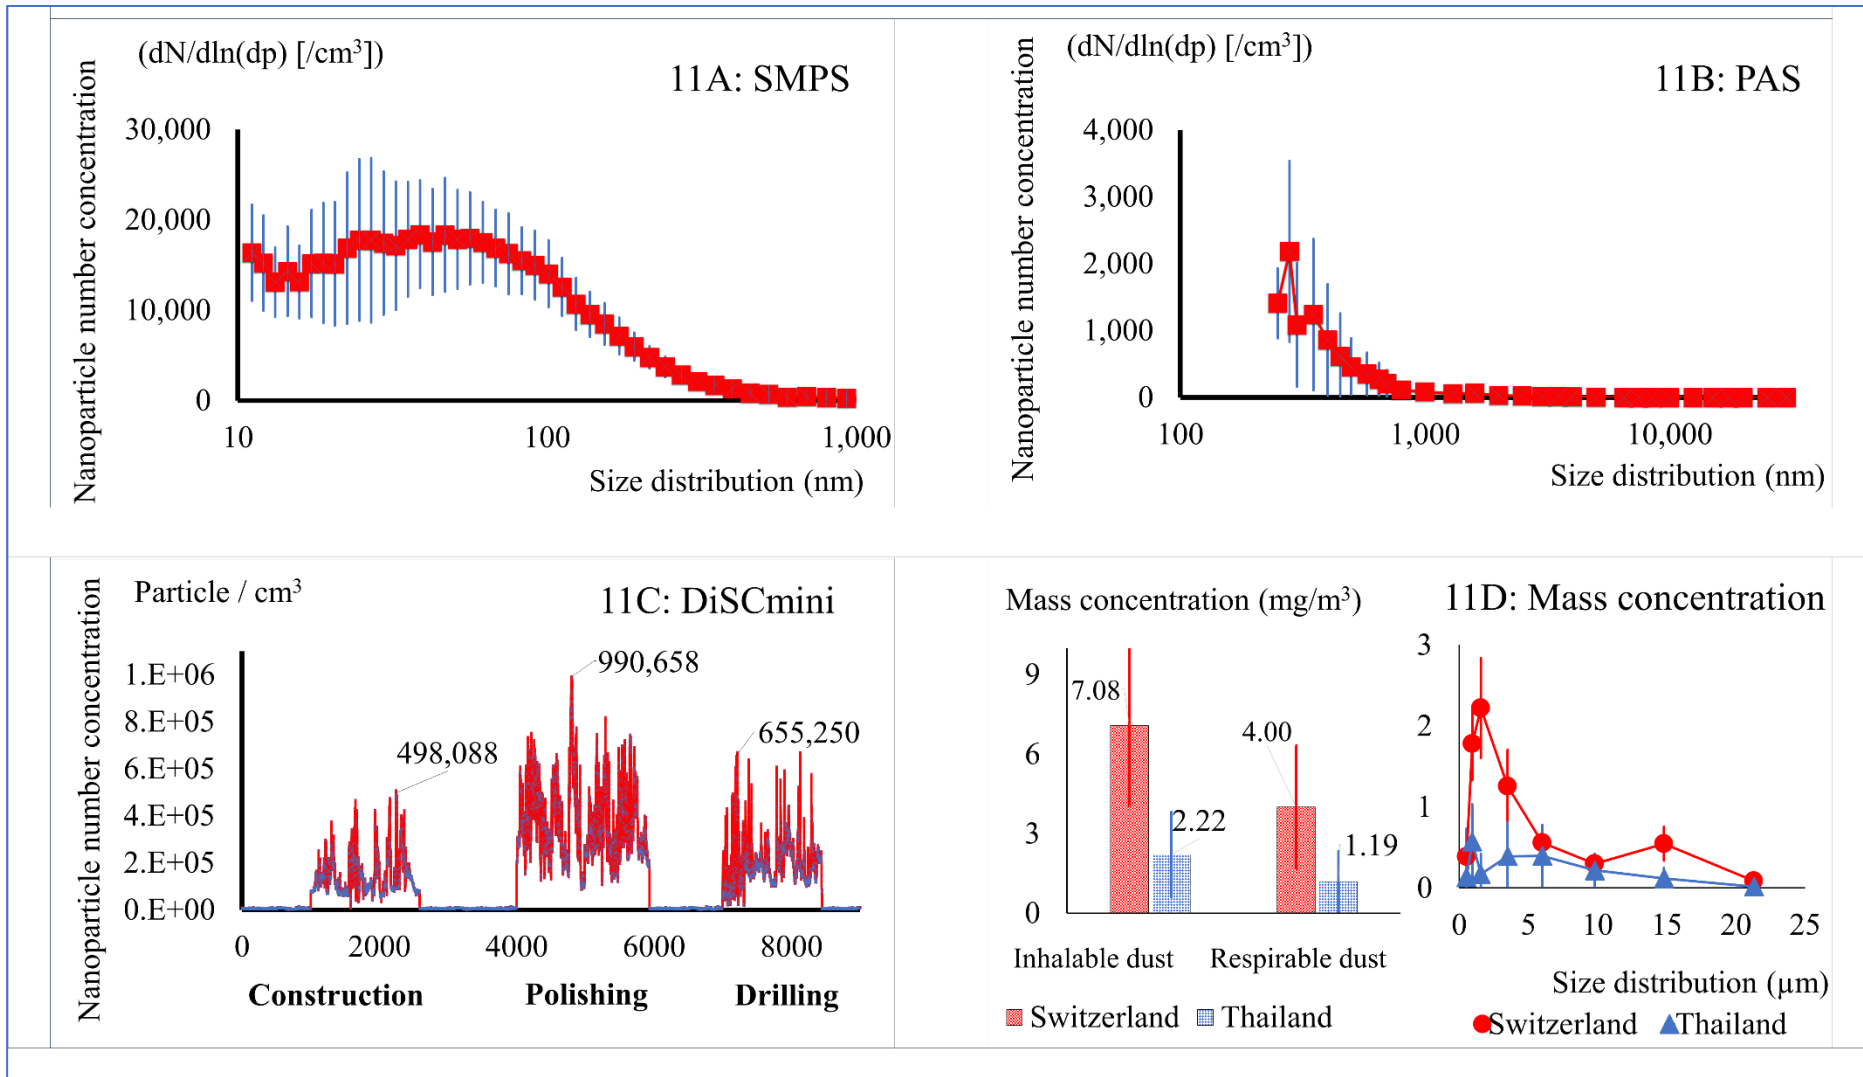 (dN/dln(dp) [/cm³])
11A: SMPS
Nanoparticle number concentration
30,000
20,000
10,000
0
10
100
1,000
Size distribution (nm)
(dN/dln(dp) [/cm³])
11B: PAS
Nanoparticle number concentration
4,000
3,000
2,000
1,000
0
100
1,000
10,000
Size distribution (nm)
Particle / cm³
11C: DiSCmini
Nanoparticle number concentration
1.E+06
8.E+05
6.E+05
4.E+05
2.E+05
0.E+00
498,088
990,658
655,250
0
2000
4000
6000
8000
Construction
Polishing
Drilling
Mass concentration (mg/m³)
11D: Mass concentration
9
6
3
0
7.08
2.22
4.00
1.19
Inhalable dust
Respirable dust
Switzerland
Thailand
3
2
1
0
0
5
10
15
20
25
Size distribution (µm)
Switzerland
Thailand